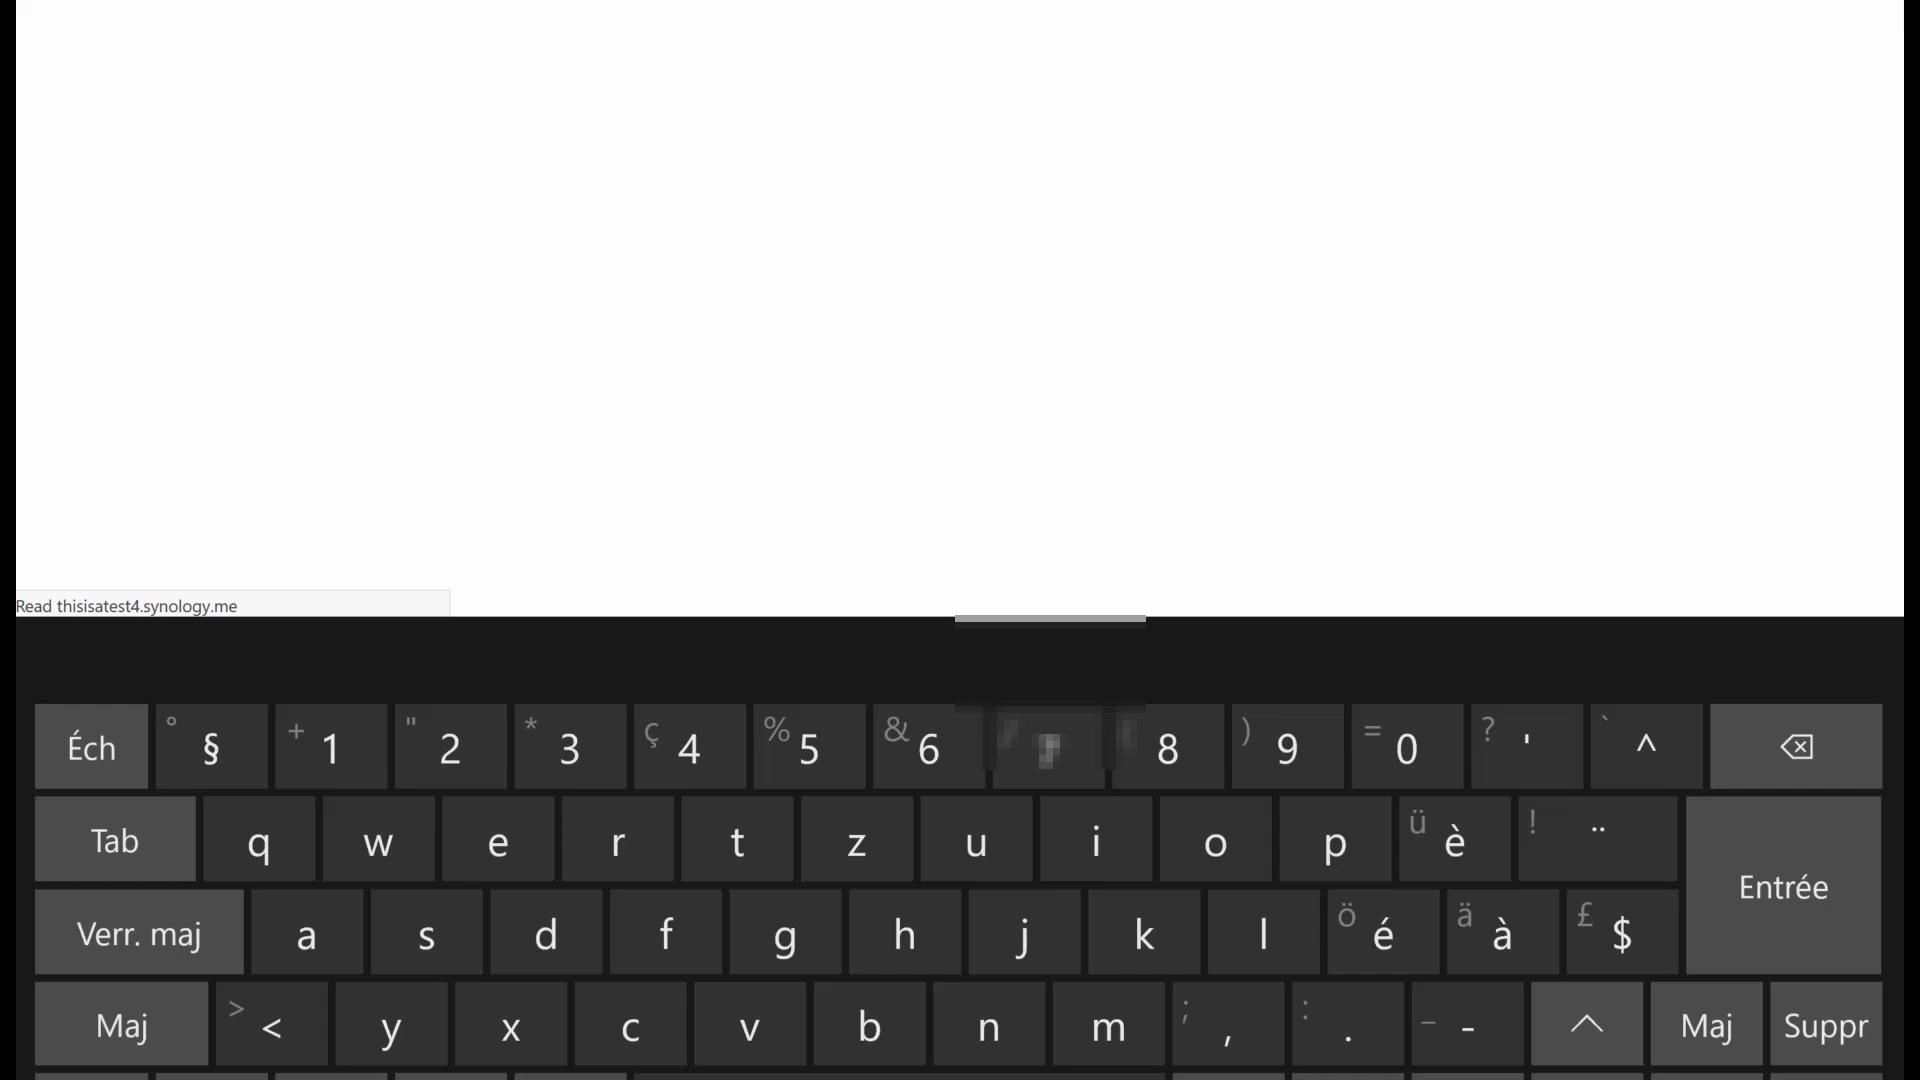 Read thisisatest4.synology.me
Éch ° § + 1 " 2 * 3 ç 4 % 5 & 6 8 ) 9 = 0 ? ' ` ^
Tab q w e r t z u i o p ü è ! ¨ Entrée
Verr. maj a s d f g h j k l ö é ä à £ $
Maj > < y x c v b n m ; , : . _ - Maj Suppr